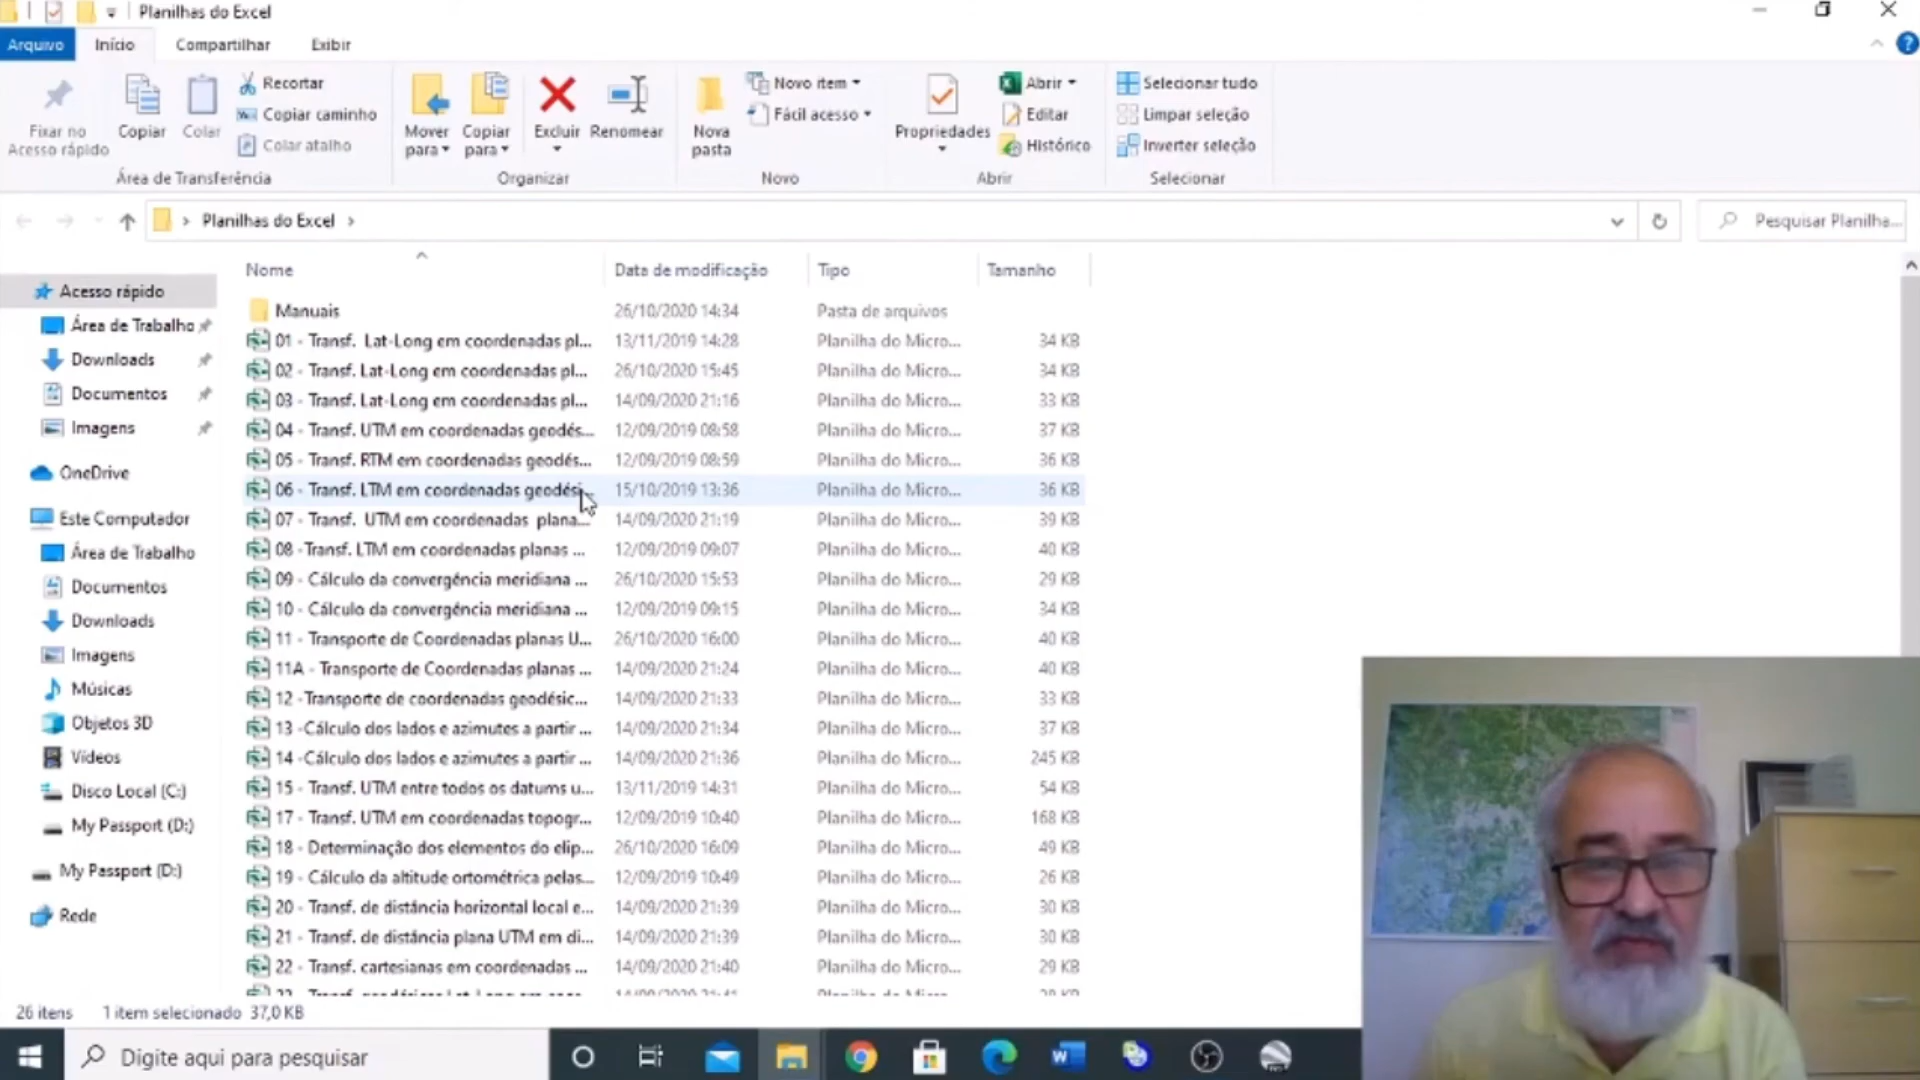 Planilhas do Excel
Arquivo Início Compartilhar Exibir
Fixar no Acesso rápido
Copiar
Colar
Recortar
Copiar caminho
Colar atalho
Mover para
Copiar para
Excluir
Renomear
Nova pasta
Novo item
Fácil acesso
Propriedades
Abrir
Editar
Histórico
Selecionar tudo
Limpar seleção
Inverter seleção
Área de Transferência Organizar Novo Abrir Selecionar
Planilhas do Excel
Pesquisar Planilha...
Nome Data de modificação Tipo Tamanho
Acesso rápido
Área de Trabalho
Downloads
Documentos
Imagens
OneDrive
Este Computador
Área de Trabalho
Documentos
Downloads
Imagens
Músicas
Objetos 3D
Vídeos
Disco Local (C:)
My Passport (D:)
My Passport (D:)
Rede
Manuais 26/10/2020 14:34 Pasta de arquivos
01 - Transf. Lat-Long em coordenadas pl... 13/11/2019 14:28 Planilha do Micro... 34 KB
02 - Transf. Lat-Long em coordenadas pl... 26/10/2020 15:45 Planilha do Micro... 34 KB
03 - Transf. Lat-Long em coordenadas pl... 14/09/2020 21:16 Planilha do Micro... 33 KB
04 - Transf. UTM em coordenadas geodés... 12/09/2019 08:58 Planilha do Micro... 37 KB
05 - Transf. RTM em coordenadas geodés... 12/09/2019 08:59 Planilha do Micro... 36 KB
06 - Transf. LTM em coordenadas geodési... 15/10/2019 13:36 Planilha do Micro... 36 KB
07 - Transf. UTM em coordenadas plana... 14/09/2020 21:19 Planilha do Micro... 39 KB
08 -Transf. LTM em coordenadas planas ... 12/09/2019 09:07 Planilha do Micro... 40 KB
09 - Cálculo da convergência meridiana ... 26/10/2020 15:53 Planilha do Micro... 29 KB
10 - Cálculo da convergência meridiana ... 12/09/2019 09:15 Planilha do Micro... 34 KB
11 - Transporte de Coordenadas planas U... 26/10/2020 16:00 Planilha do Micro... 40 KB
11A - Transporte de Coordenadas planas ... 14/09/2020 21:24 Planilha do Micro... 40 KB
12 -Transporte de coordenadas geodésic... 14/09/2020 21:33 Planilha do Micro... 33 KB
13 -Cálculo dos lados e azimutes a partir ... 14/09/2020 21:34 Planilha do Micro... 37 KB
14 -Cálculo dos lados e azimutes a partir ... 14/09/2020 21:36 Planilha do Micro... 245 KB
15 - Transf. UTM entre todos os datums u... 13/11/2019 14:31 Planilha do Micro... 54 KB
17 - Transf. UTM em coordenadas topogr... 12/09/2019 10:40 Planilha do Micro... 168 KB
18 - Determinação dos elementos do elip... 26/10/2020 16:09 Planilha do Micro... 49 KB
19 - Cálculo da altitude ortométrica pelas... 12/09/2019 10:49 Planilha do Micro... 26 KB
20 - Transf. de distância horizontal local e... 14/09/2020 21:39 Planilha do Micro... 30 KB
21 - Transf. de distância plana UTM em di... 14/09/2020 21:39 Planilha do Micro... 30 KB
22 - Transf. cartesianas em coordenadas ... 14/09/2020 21:40 Planilha do Micro... 29 KB
26 itens 1 item selecionado 37,0 KB
Digite aqui para pesquisar